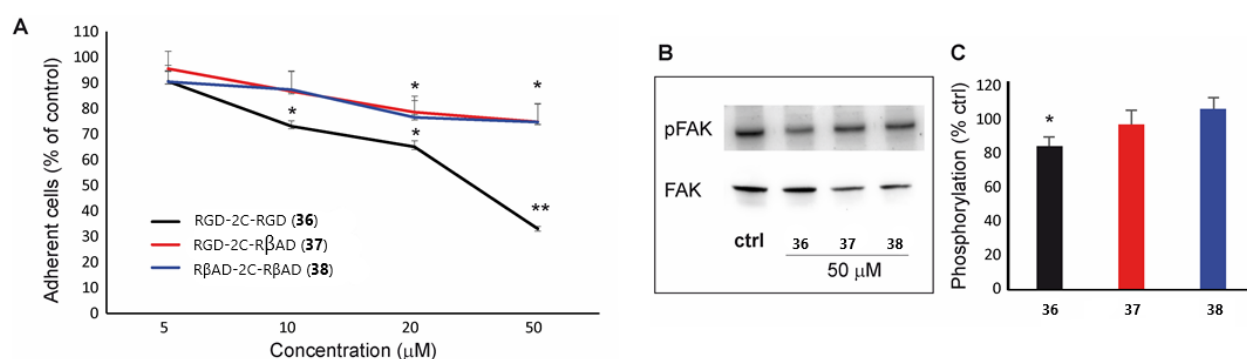 A
Adherent cells (% of control)
110
100
90
80
70
60
50
40
30
20
10
0
*
*
*
*
**
RGD-2C-RGD (36)
RGD-2C-RβAD (37)
RβAD-2C-RβAD (38)
5 10 20 50
Concentration (μM)
B
pFAK
FAK
ctrl 36 37 38
50 μM
C
Phosphorylation (% ctrl)
120
100
80
60
40
20
0
*
36 37 38